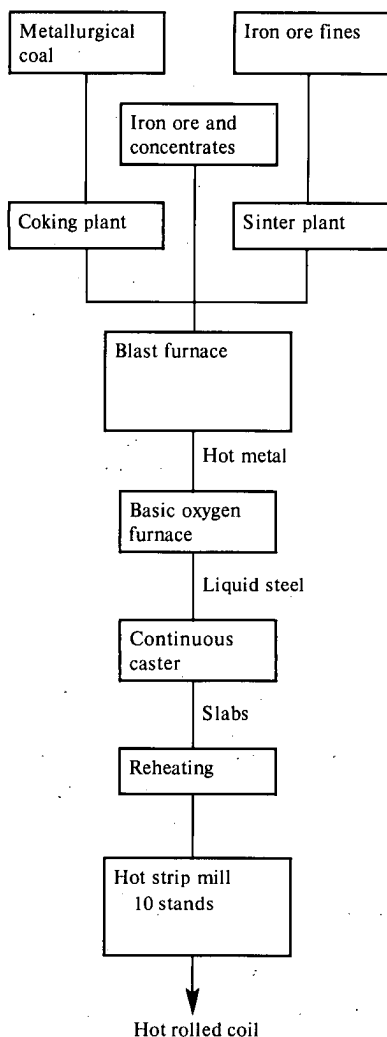 Metallurgical
coal
Iron ore fines
Iron ore and
concentrates
Coking plant
Sinter plant
Blast furnace
Hot metal
Basic oxygen
furnace
Liquid steel
Continuous
caster
Slabs
Reheating
Hot strip mill
10 stands
Hot rolled coil